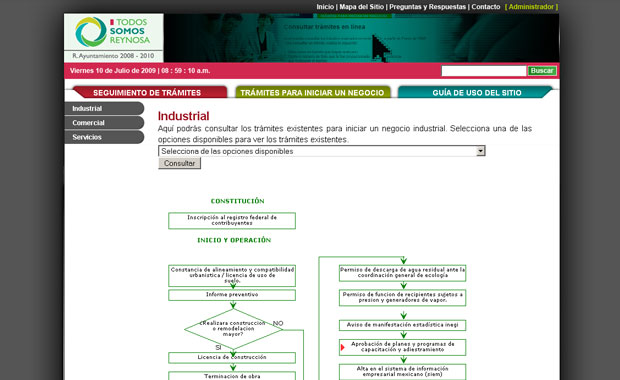 Inicio | Mapa del Sitio | Preguntas y Respuestas | Contacto [ Administrador ]
TODOS
SOMOS
REYNOSA
R. Ayuntamiento 2008 - 2010
Consultar trámites en línea
Viernes 10 de Julio de 2009 | 08 : 59 : 10 a.m.
Buscar
SEGUIMIENTO DE TRÁMITES
TRÁMITES PARA INICIAR UN NEGOCIO
GUÍA DE USO DEL SITIO
Industrial
Comercial
Servicios
Industrial
Aquí podrás consultar los trámites existentes para iniciar un negocio industrial. Selecciona una de las
opciones disponibles para ver los trámites existentes.
Selecciona de las opciones disponibles
Consultar
CONSTITUCIÓN
Inscripción al registro federal de
contribuyentes
INICIO Y OPERACIÓN
Constancia de alineamiento y compatibilidad
urbanistica / licencia de uso de
suelo.
Informe preventivo
¿Realizara construccion
o remodelacion
mayor?
NO
SI
Licencia de construcción
Terminacion de obra
Permiso de descarga de agua residual ante la
coordinación general de ecología
Permiso de funcion de recipientes sujetos a
presion y generadores de vapor.
Aviso de manifestación estadística inegi
Aprobación de planes y programas de
capacitación y adiestramiento
Alta en el sistema de información
empresarial mexicano (siem)